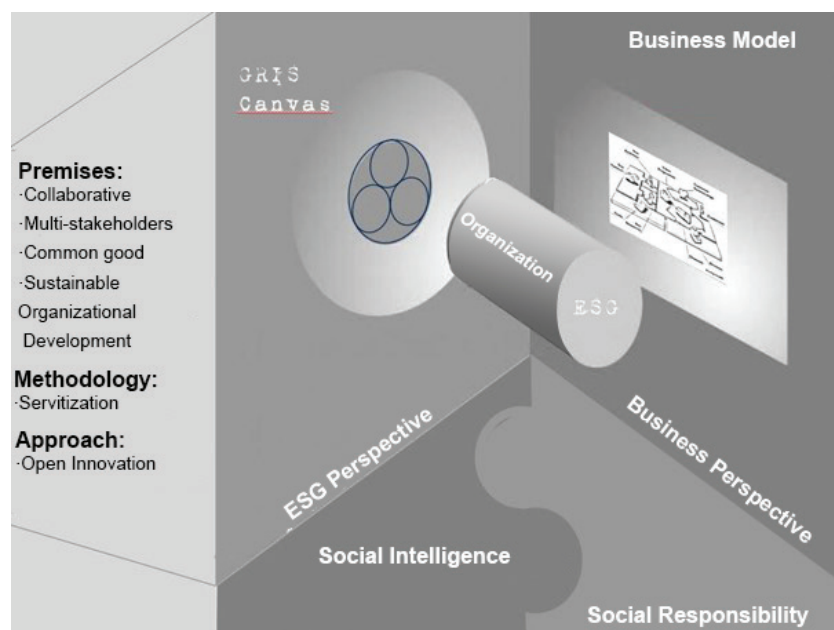 Business Model
GRIS
Canvas
Premises:
·Collaborative
·Multi-stakeholders
·Common good
·Sustainable
Organizational
Development
Methodology:
·Servitization
Approach:
·Open Innovation
Organization
ESG
ESG Perspective
Business Perspective
Social Intelligence
Social Responsibility